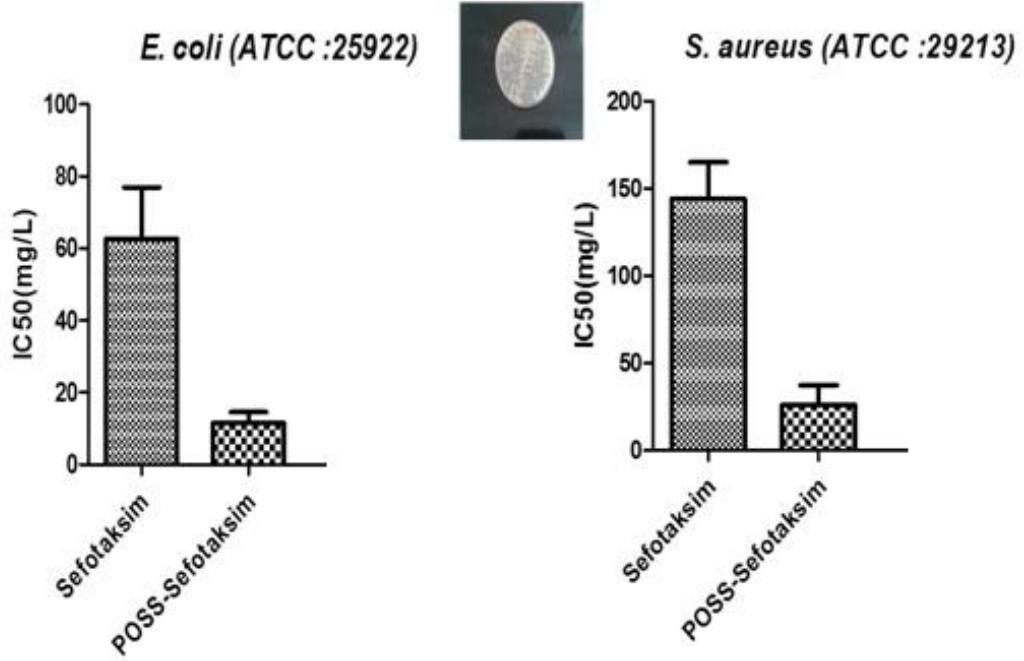 E. coli (ATCC :25922)
100
80
60
40
20
0
IC50(mg/L)
Sefotaksim
POSS-Sefotaksim
S. aureus (ATCC :29213)
200
150
100
50
0
IC50(mg/L)
Sefotaksim
POSS-Sefotaksim